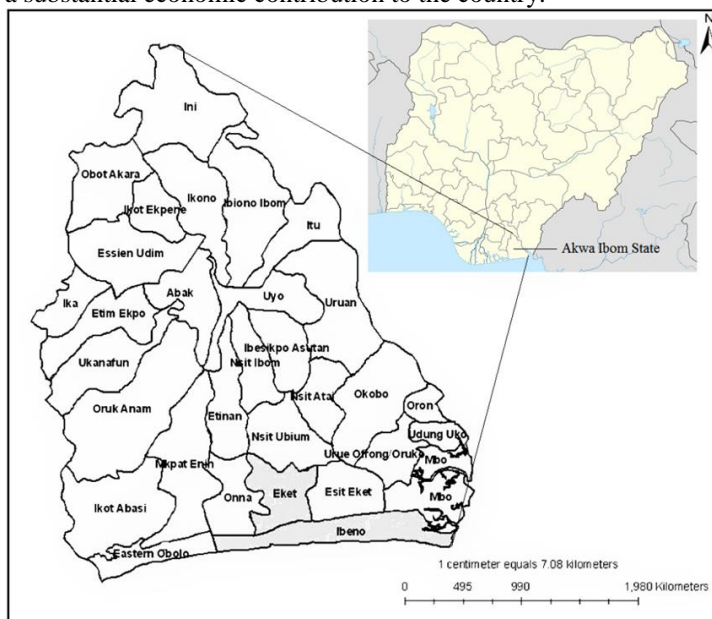 a substantial economic contribution to the country.
N
Ini
Obot Akara
Ikono
Ibiono Ibom
Ikot Ekpene
Itu
Akwa Ibom State
Essien Udim
Abak
Uyo
Ika
Uruan
Etim Ekpo
Ibesikpo Asutan
Ukanafun
Nsit Ibom
Nsit Atai
Okobo
Oruk Anam
Etinan
Oron
Nsit Ubium
Udung Uko
Urue Offong/Oruko
Mbo
Mkpat Enin
Onna
Eket
Esit Eket
Mbo
Ikot Abasi
Ibeno
Eastern Obolo
1 centimeter equals 7.08 kilometers
0 495 990 1,980 Kilometers